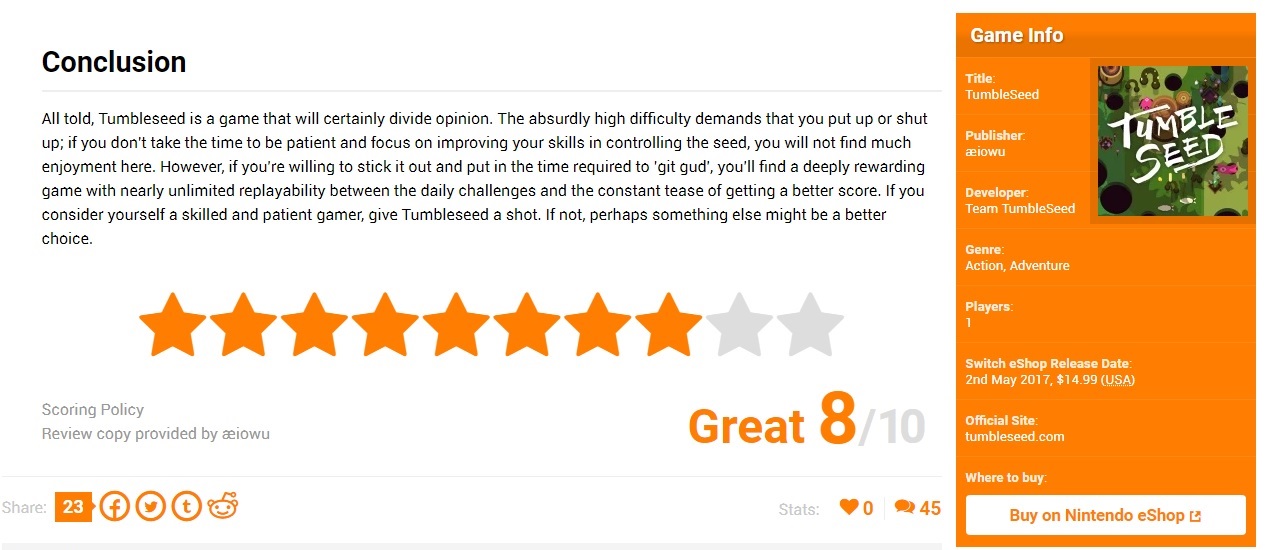 Conclusion
All told, Tumbleseed is a game that will certainly divide opinion. The absurdly high difficulty demands that you put up or shut
up; if you don't take the time to be patient and focus on improving your skills in controlling the seed, you will not find much
enjoyment here. However, if you're willing to stick it out and put in the time required to 'git gud', you'll find a deeply rewarding
game with nearly unlimited replayability between the daily challenges and the constant tease of getting a better score. If you
consider yourself a skilled and patient gamer, give Tumbleseed a shot. If not, perhaps something else might be a better
choice.
Scoring Policy
Review copy provided by æiowu
Great 8/10
Share: 23
Stats: 0 45
Game Info
Title:
TumbleSeed
TUMBLE
SEED
Publisher:
æiowu
Developer:
Team TumbleSeed
Genre:
Action, Adventure
Players:
1
Switch eShop Release Date:
2nd May 2017, $14.99 (USA)
Official Site:
tumbleseed.com
Where to buy:
Buy on Nintendo eShop